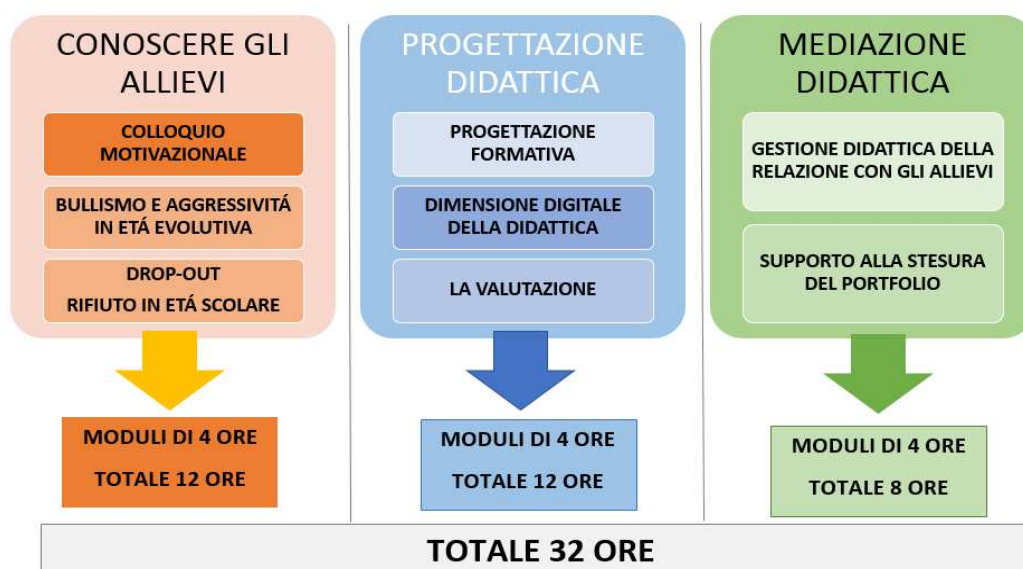 CONOSCERE GLI
ALLIEVI
COLLOQUIO
MOTIVAZIONALE
BULLISMO E AGGRESSIVITÁ
IN ETÁ EVOLUTIVA
DROP-OUT
RIFIUTO IN ETÁ SCOLARE
MODULI DI 4 ORE
TOTALE 12 ORE
PROGETTAZIONE
DIDATTICA
PROGETTAZIONE
FORMATIVA
DIMENSIONE DIGITALE
DELLA DIDATTICA
LA VALUTAZIONE
MODULI DI 4 ORE
TOTALE 12 ORE
MEDIAZIONE
DIDATTICA
GESTIONE DIDATTICA DELLA
RELAZIONE CON GLI ALLIEVI
SUPPORTO ALLA STESURA
DEL PORTFOLIO
MODULI DI 4 ORE
TOTALE 8 ORE
TOTALE 32 ORE